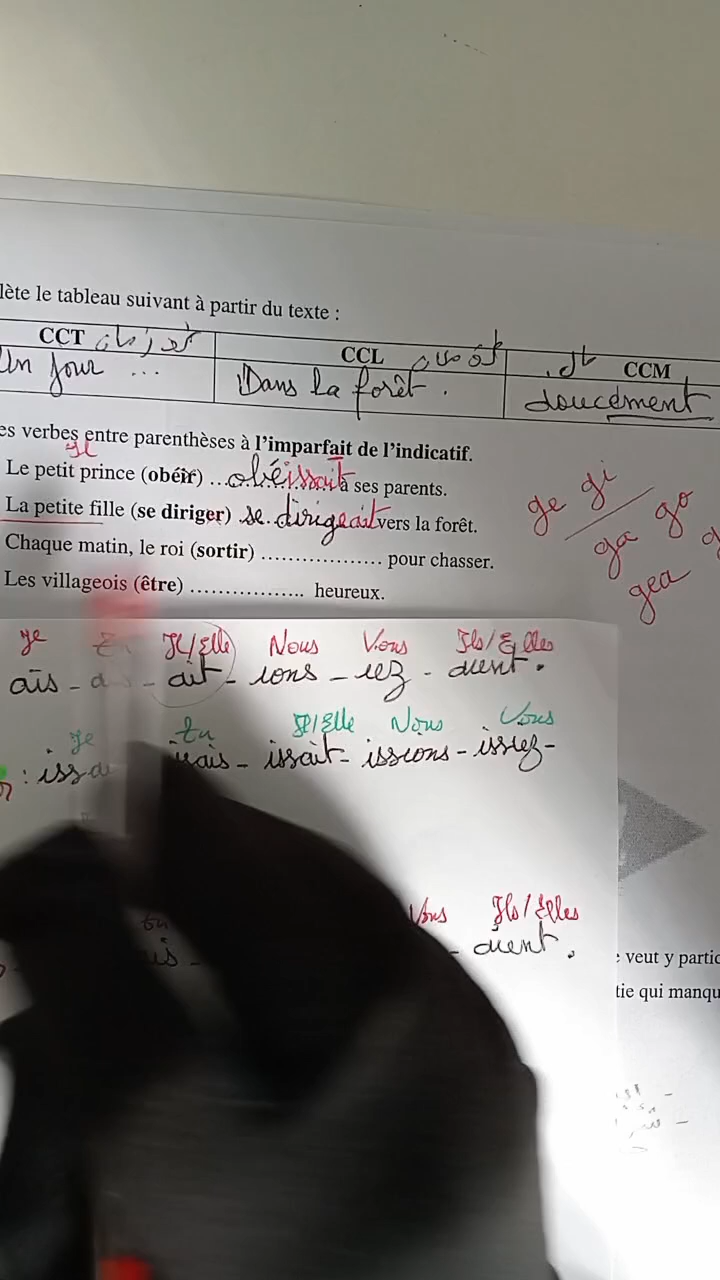 lète le tableau suivant à partir du texte :
CCT CCL CCM
Un jour ... Dans la forêt. doucement
es verbes entre parenthèses à l'imparfait de l'indicatif.
Le petit prince (obéir) ...obéissait à ses parents.
La petite fille (se diriger) se dirigeait vers la forêt.
ge gi
ga go
gea
Chaque matin, le roi (sortir) ................. pour chasser.
Les villageois (être) ................. heureux.
Je Il/Elle Nous Vous Ils/Elles
ais - ait - ions - iez - aient.
Je tu Il/Elle Nous Vous
issait - issions - issiez -
tu Vous Ils/Elles
- aient.
veut y partic
tie qui manqu